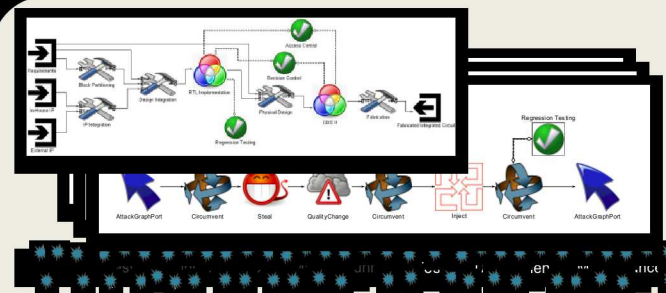 Access Control
Requirements
Block Partitioning
Design Integration
RTL Implementation
Revision Control
In-House IP
IP Integration
Physical Design
GDS II
Fabrication
Fabricated Integrated Circuit
External IP
Regression Testing
Regression Testing
AttackGraphPort
Circumvent
Steal
QualityChange
Circumvent
Inject
Circumvent
AttackGraphPort